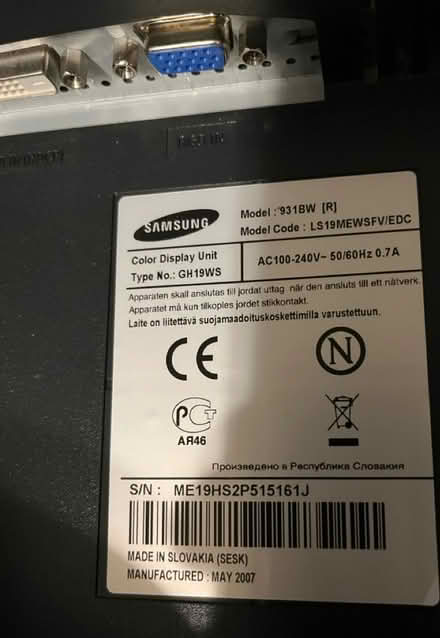 SAMSUNG
Model : 931BW [R]
Model Code : LS19MEWSFV/EDC
Color Display Unit
Type No.: GH19WS
AC100-240V~ 50/60Hz 0.7A
Apparaten skall anslutas till jordat uttag när den ansluts till ett nätverk.
Apparatet må kun tilkoples jordet stikkontakt.
Laite on liitettävä suojamaadoituskoskettimilla varustettuun.
CE
N
PCT
АЯ46
Произведено в Республика Словакия
S/N : ME19HS2P515161J
MADE IN SLOVAKIA (SESK)
MANUFACTURED : MAY 2007